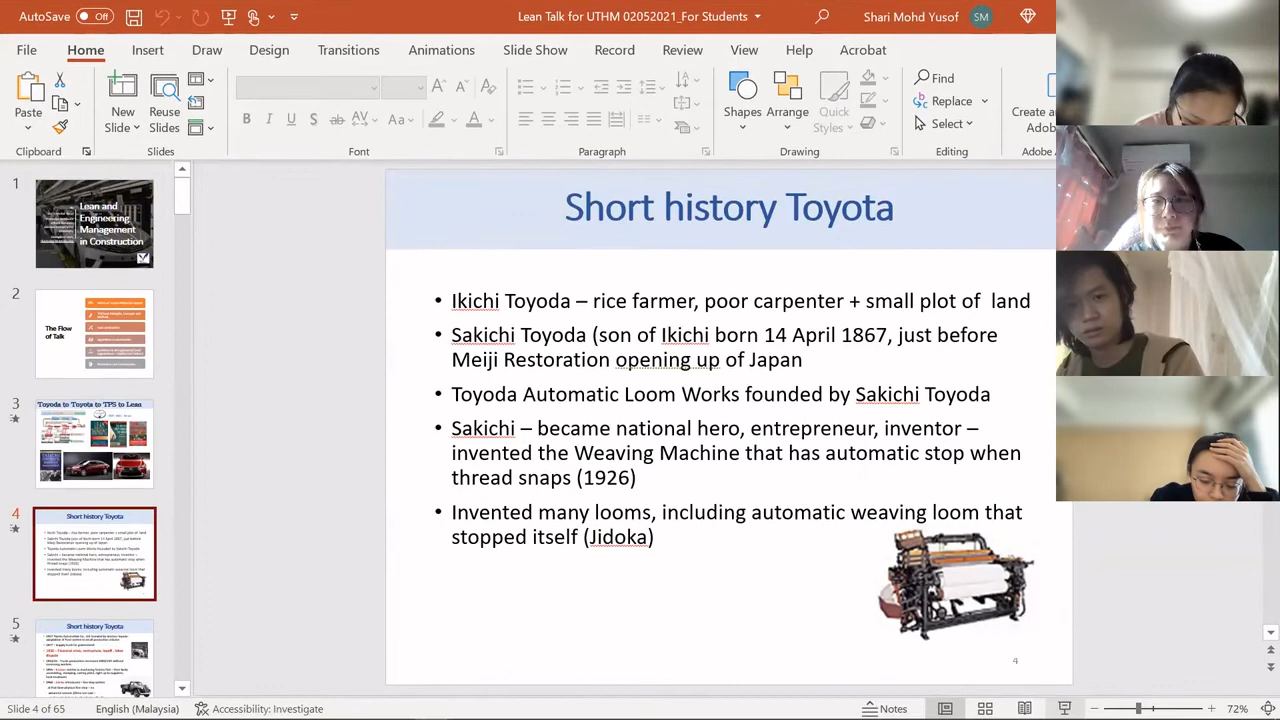 AutoSave Off Lean Talk for UTHM 02052021_For Students Shari Mohd Yusof SM
File Home Insert Draw Design Transitions Animations Slide Show Record Review View Help Acrobat
Paste
New Slide
Reuse Slides
B
Aa
A
Shapes
Arrange
Styles
Find
Replace
Select
Create a
Adob
Clipboard Slides nt Paragraph Drawing Editing Adobe A
1
Lean and
Engineering
Management
in Construction
The Flow
of Talk
3
Toyoda to Toyota to TPS to Lean
4
Short history Toyota
5
Short history Toyota
Short history Toyota
• Ikichi Toyoda – rice farmer, poor carpenter + small plot of land
• Sakichi Toyoda (son of Ikichi born 14 April 1867, just before
Meiji Restoration opening up of Japan
• Toyoda Automatic Loom Works founded by Sakichi Toyoda
• Sakichi – became national hero, entrepreneur, inventor –
invented the Weaving Machine that has automatic stop when
thread snaps (1926)
• Invented many looms, including automatic weaving loom that
stopped itself (Jidoka)
4
Slide 4 of 65 English (Malaysia) Accessibility: Investigate Notes 72%